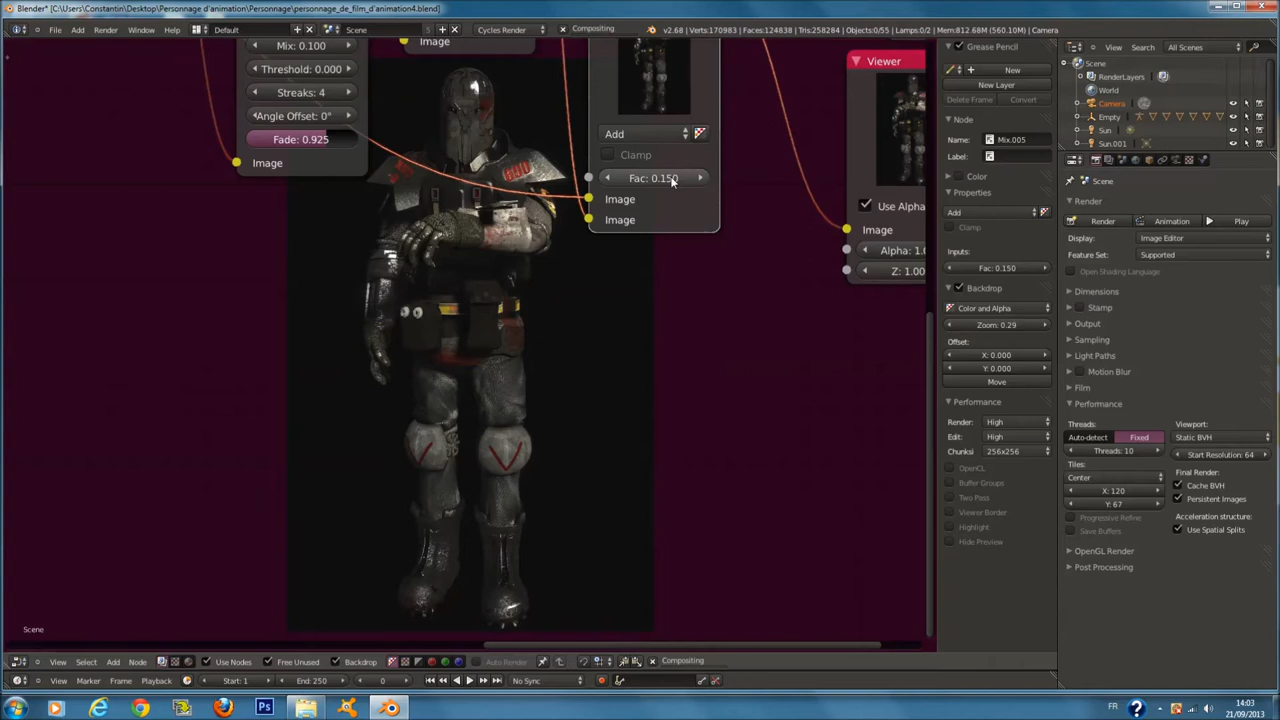 Blender* [C:\Users\Constantin\Desktop\Personnage d'animation\Personnage\personnage_de_film_d'animation4.blend]
File Add Render Window Help Default Scene 5 Compositing Cycles Render v2.68 | Verts:170983 | Faces:124838 | Tris:258284 | Objects:0/55 | Lamps:0/2 | Mem:812.68M (560.10M) | Camera
Mix: 0.100
Threshold: 0.000
Streaks: 4
Angle Offset: 0°
Fade: 0.925
Image
Image
Add
Clamp
Fac: 0.150
Image
Image
Viewer
Use Alpha
Image
Alpha: 1.0
Z: 1.00
Scene
Grease Pencil
New
New Layer
Delete Frame Convert
Node
Name: Mix.005
Label:
Color
Properties
Add
Clamp
Inputs:
Fac: 0.150
Backdrop
Color and Alpha
Zoom: 0.29
Offset:
X: 0.000
Y: 0.000
Move
Performance
Render: High
Edit: High
Chunksi 256x256
OpenCL
Buffer Groups
Two Pass
Viewer Border
Highlight
Hide Preview
View Search All Scenes
Scene
RenderLayers
World
Camera
Empty
Sun
Sun.001
Scene
Render
Render Animation Play
Display: Image Editor
Feature Set: Supported
Open Shading Language
Dimensions
Stamp
Output
Sampling
Light Paths
Motion Blur
Film
Performance
Threads: Viewport:
Auto-detect Fixed Static BVH
Threads: 10 Start Resolution: 64
Tiles: Final Render:
Center Cache BVH
X: 120 Persistent Images
Y: 67 Acceleration structure:
Progressive Refine Use Spatial Splits
Save Buffers
OpenGL Render
Post Processing
View Select Add Node Use Nodes Free Unused Backdrop Auto Render Compositing
View Marker Frame Playback Start: 1 End: 250 0 No Sync
FR 14:03
21/09/2013